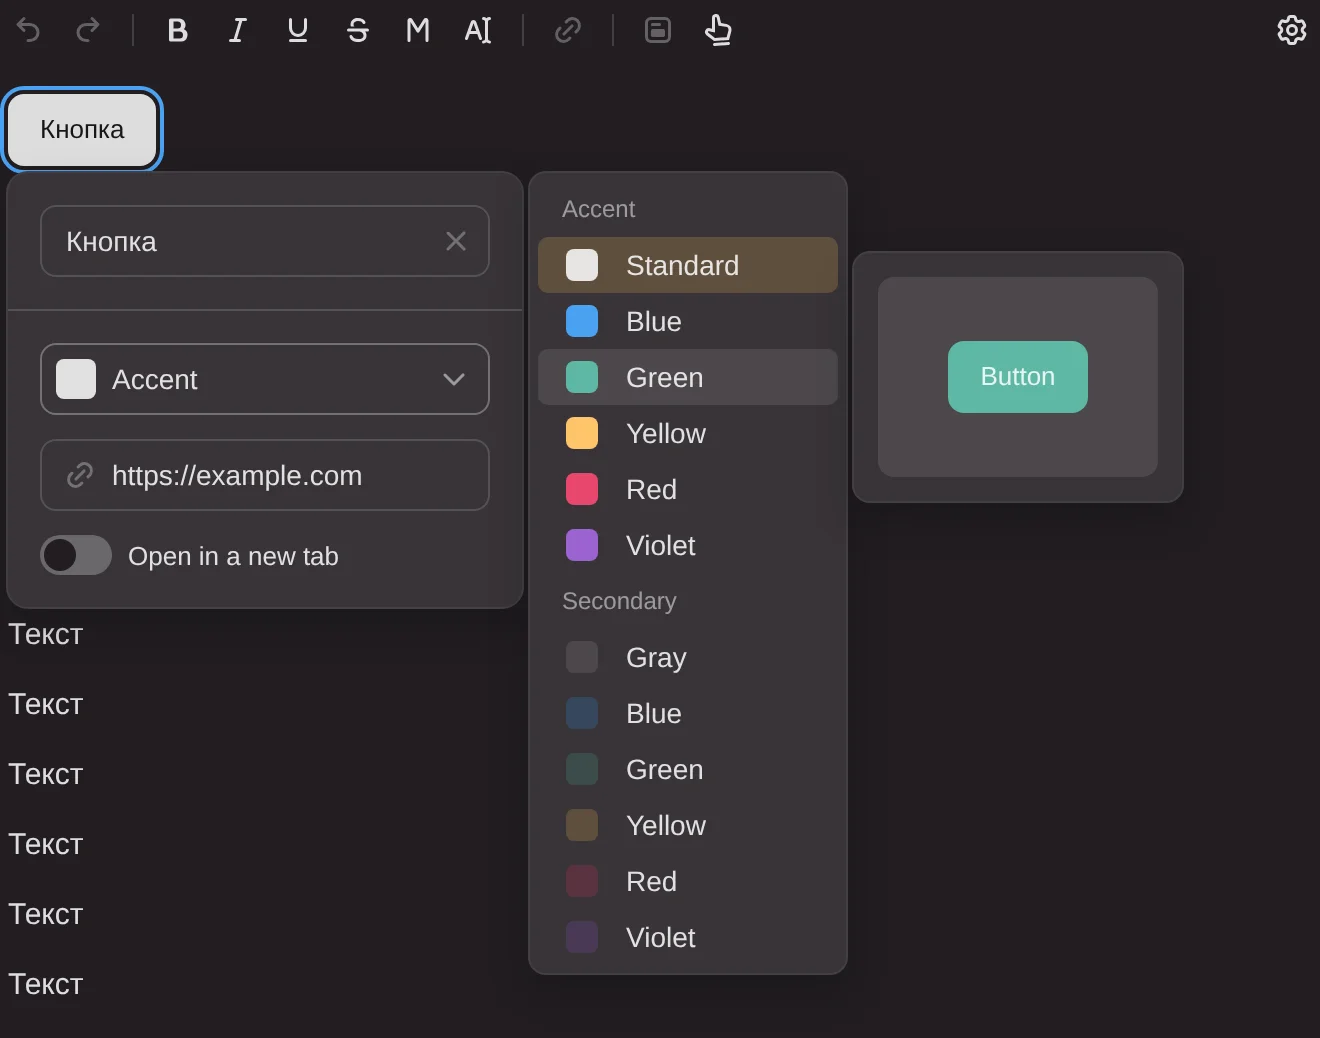 Кнопка
Кнопка
Accent
https://example.com
Open in a new tab
Accent
Standard
Blue
Green
Yellow
Red
Violet
Secondary
Gray
Blue
Green
Yellow
Red
Violet
Button
Текст
Текст
Текст
Текст
Текст
Текст